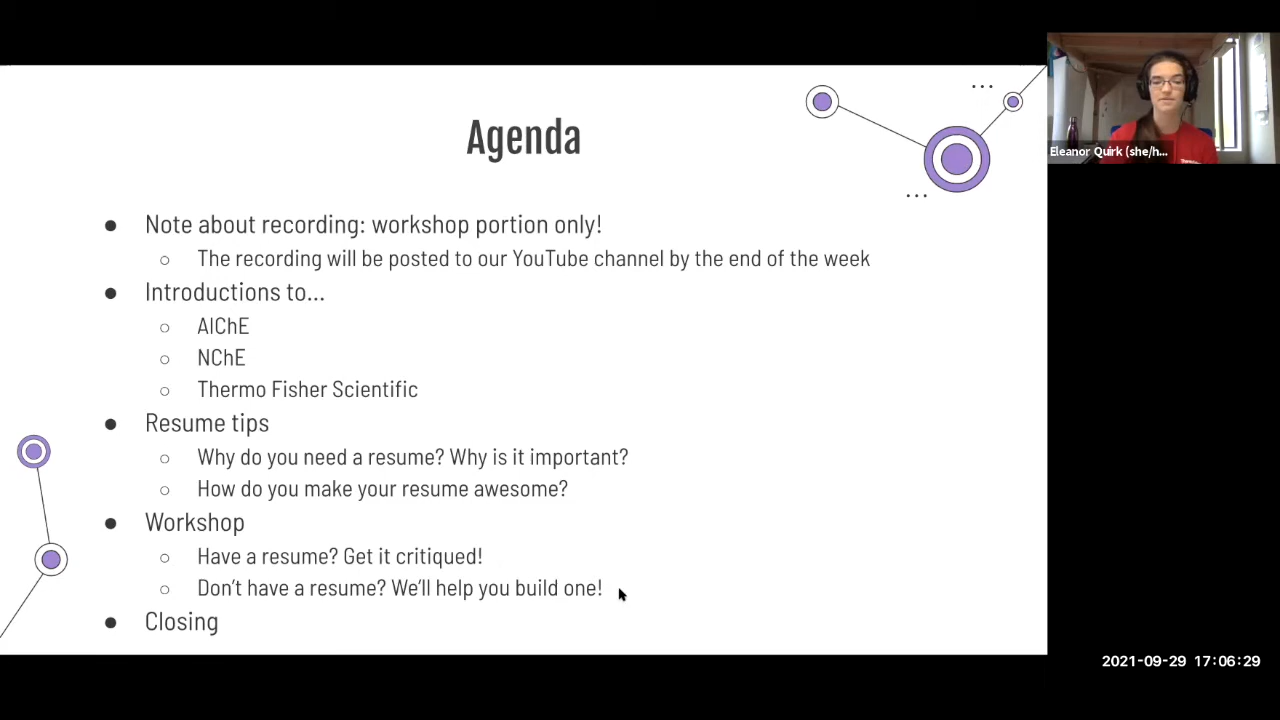 Agenda
● Note about recording: workshop portion only!
○ The recording will be posted to our YouTube channel by the end of the week
● Introductions to...
○ AIChE
○ NChE
○ Thermo Fisher Scientific
● Resume tips
○ Why do you need a resume? Why is it important?
○ How do you make your resume awesome?
● Workshop
○ Have a resume? Get it critiqued!
○ Don't have a resume? We'll help you build one!
● Closing
Eleanor Quirk (she/h...
2021-09-29 17:06:29